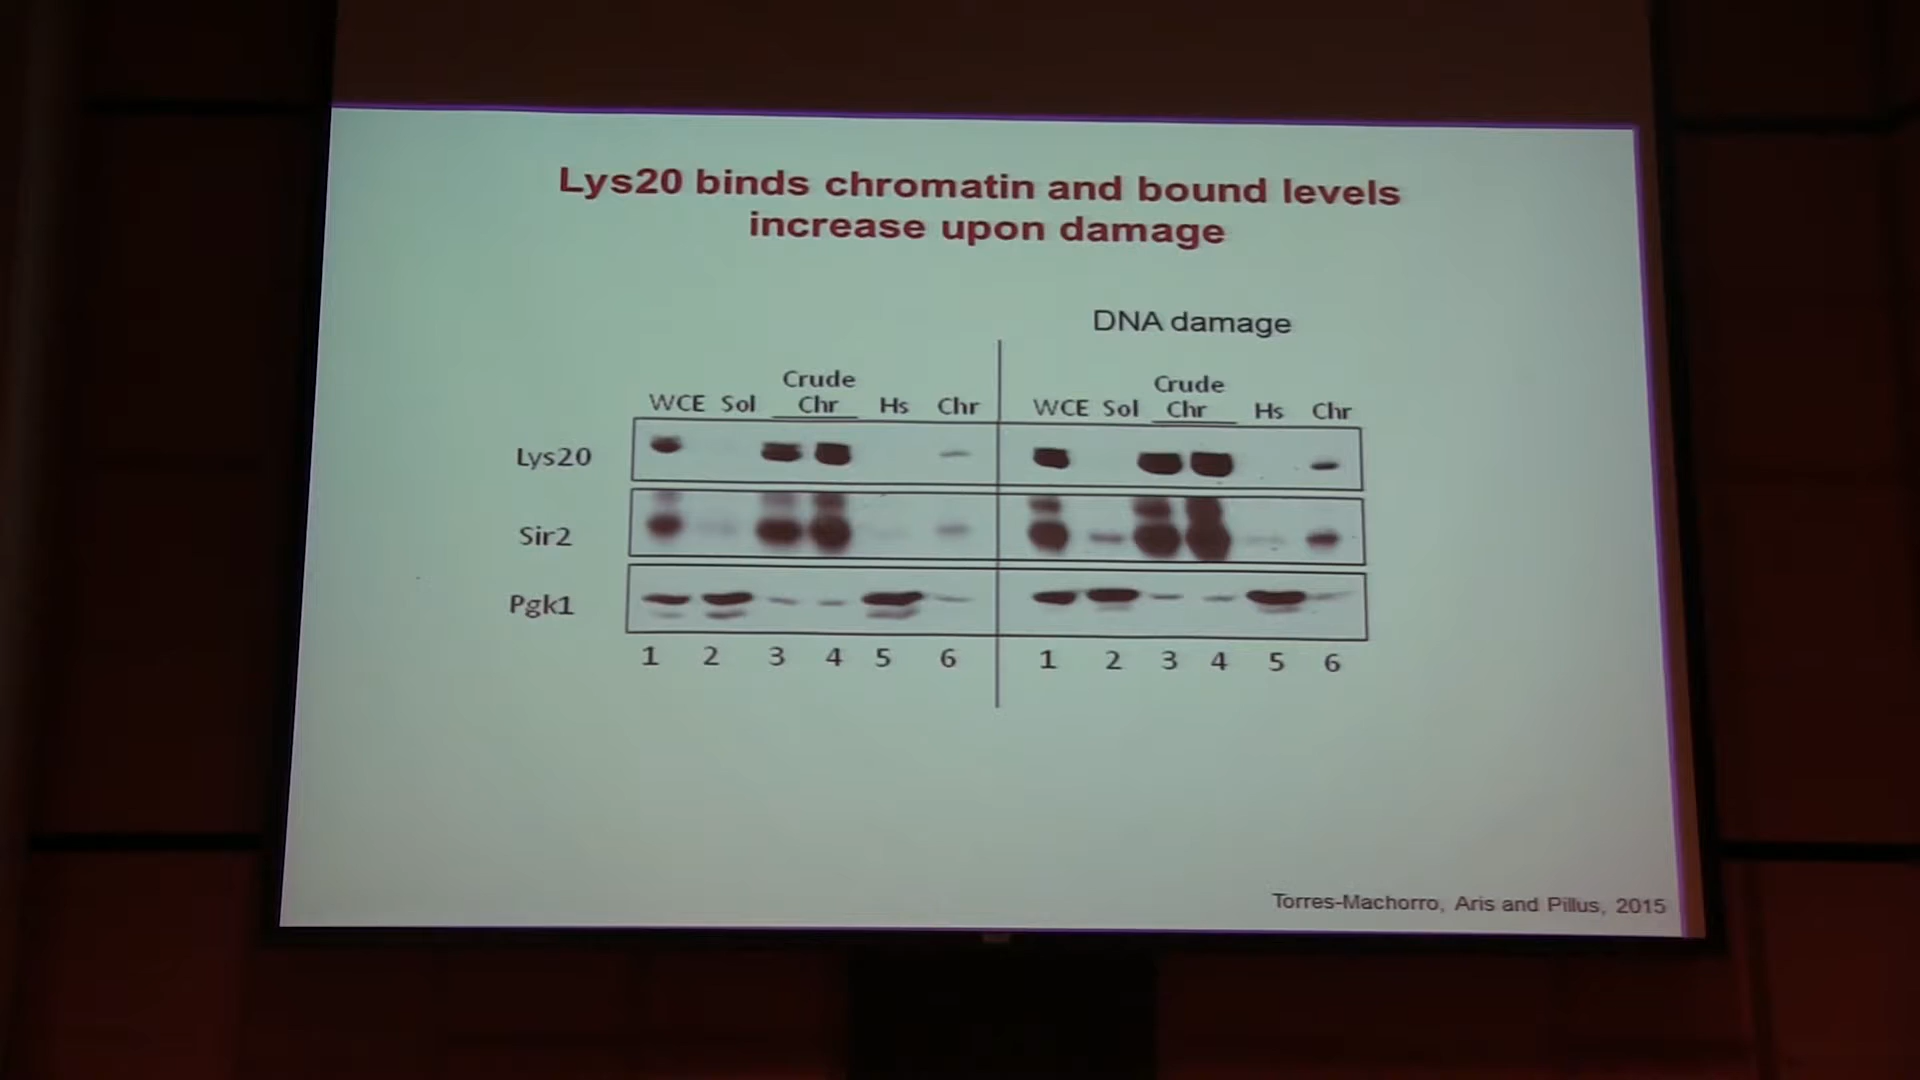 Lys20 binds chromatin and bound levels
increase upon damage
DNA damage
Crude
Crude
WCE Sol Chr Hs Chr
WCE Sol Chr Hs Chr
Lys20
Sir2
Pgk1
1 2 3 4 5 6
1 2 3 4 5 6
Torres-Machorro, Aris and Pillus, 2015